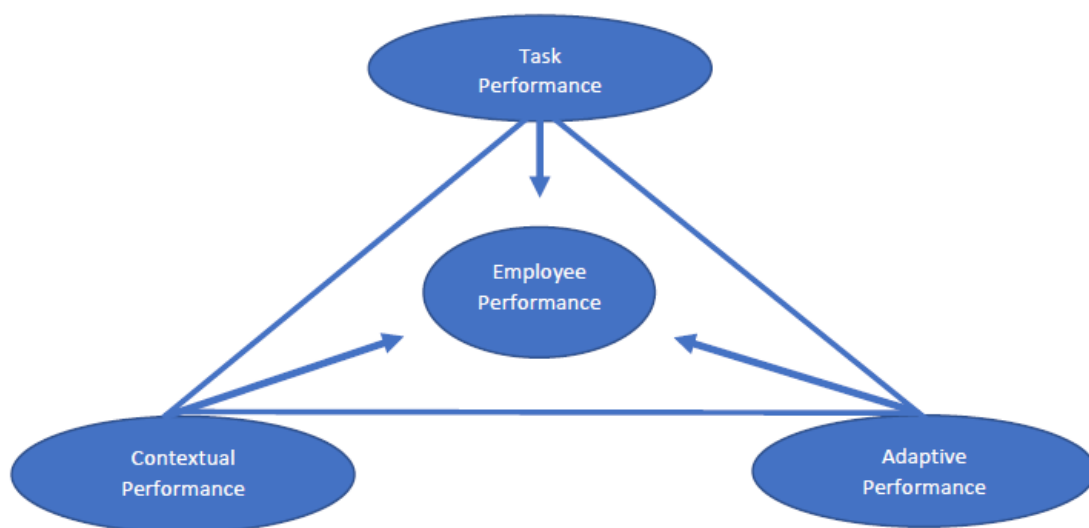 Task
Performance
Employee
Performance
Contextual
Performance
Adaptive
Performance